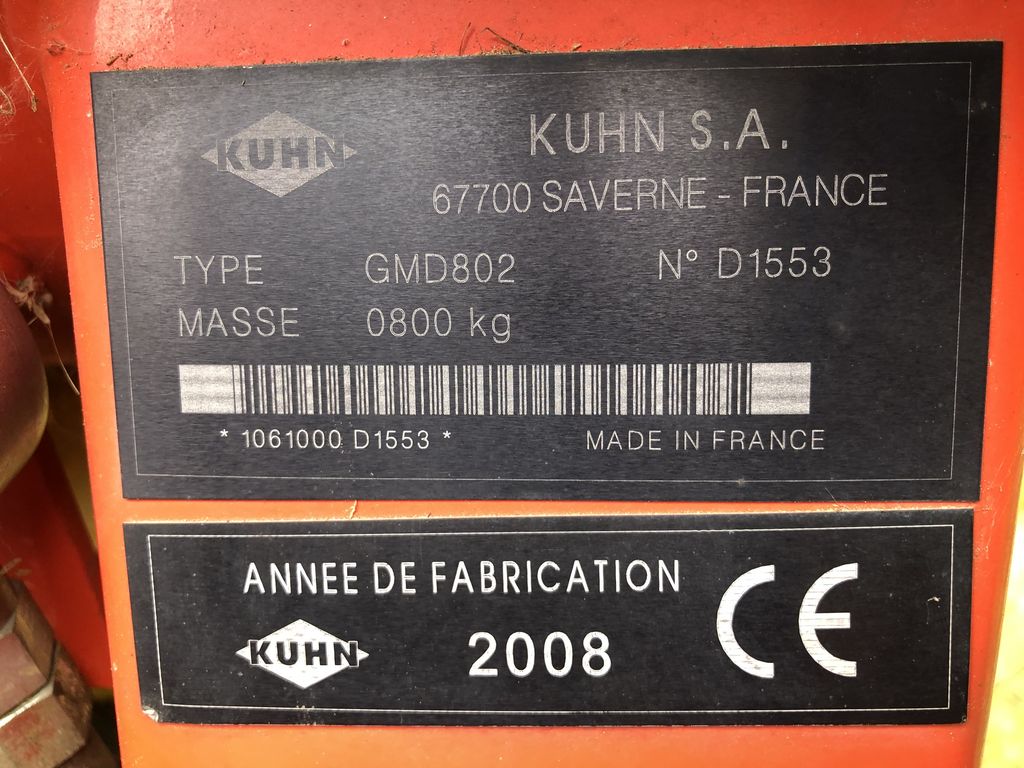 KUHN
KUHN S.A.
67700 SAVERNE - FRANCE
TYPE GMD802 N° D1553
MASSE 0800 kg
* 1061000 D1553 * MADE IN FRANCE
ANNEE DE FABRICATION
KUHN 2008 CE